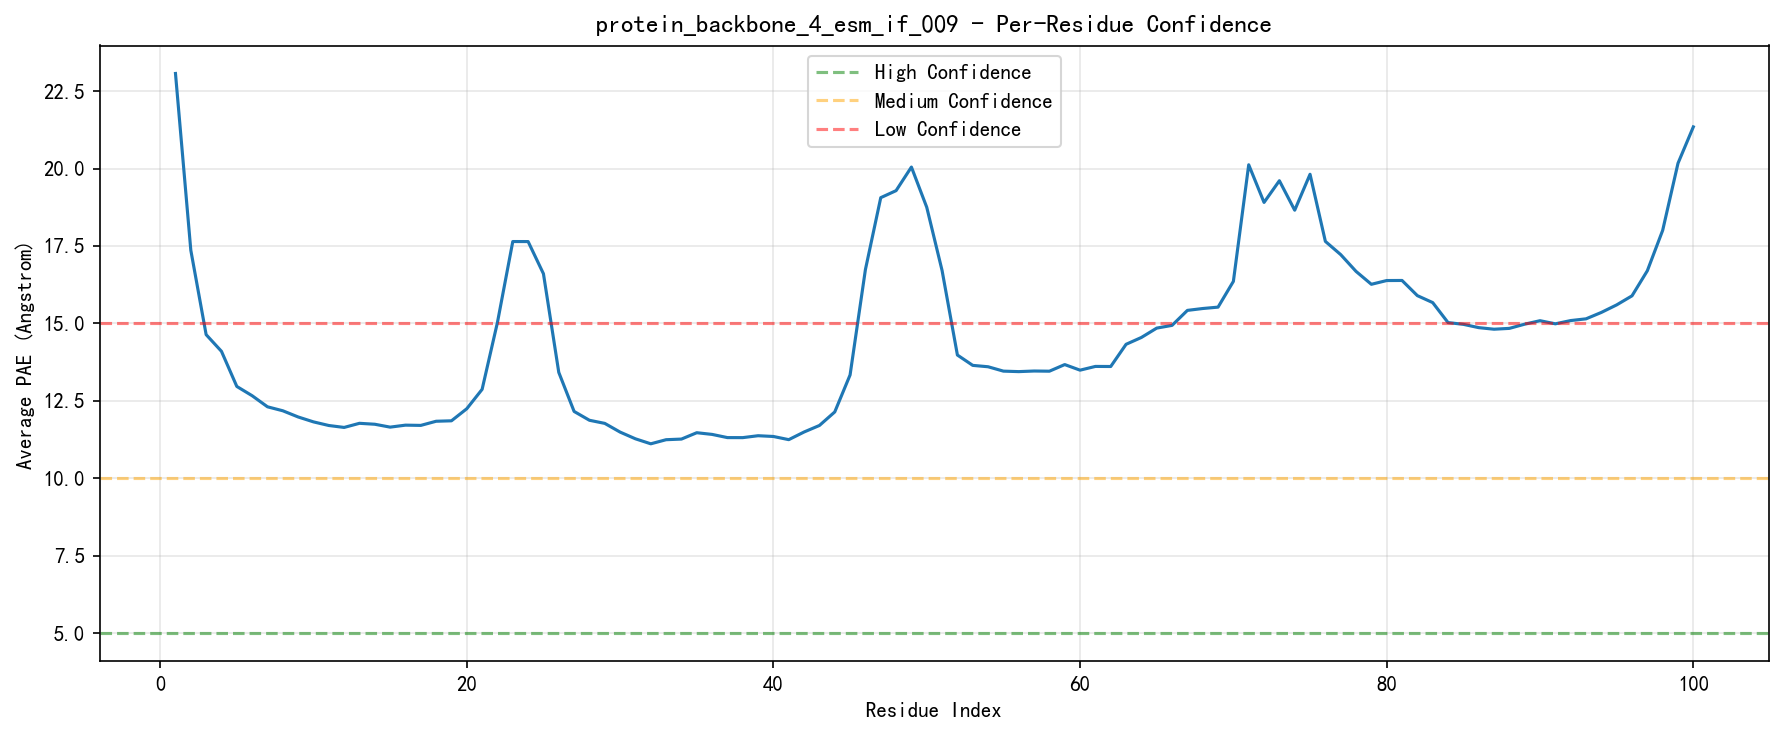 protein_backbone_4_esm_if_009 - Per-Residue Confidence
High Confidence
Medium Confidence
Low Confidence
22.5
20.0
17.5
15.0
12.5
10.0
7.5
5.0
Average PAE (Angstrom)
0
20
40
60
80
100
Residue Index